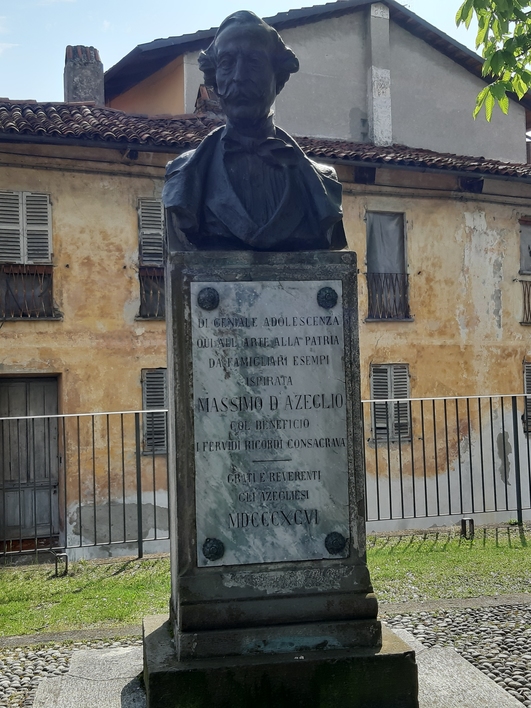 DI GENIALE ADOLESCENZA
QUI ALL'ARTE ALLA PATRIA
DA FAMIGLIARI ESEMPI
ISPIRATA
MASSIMO D'AZEGLIO
COL BENEFICIO
I FERVIDI RICORDI CONSACRAVA
GRATI E REVERENTI
GLI AZEGLIESI
MDCCCXCVI